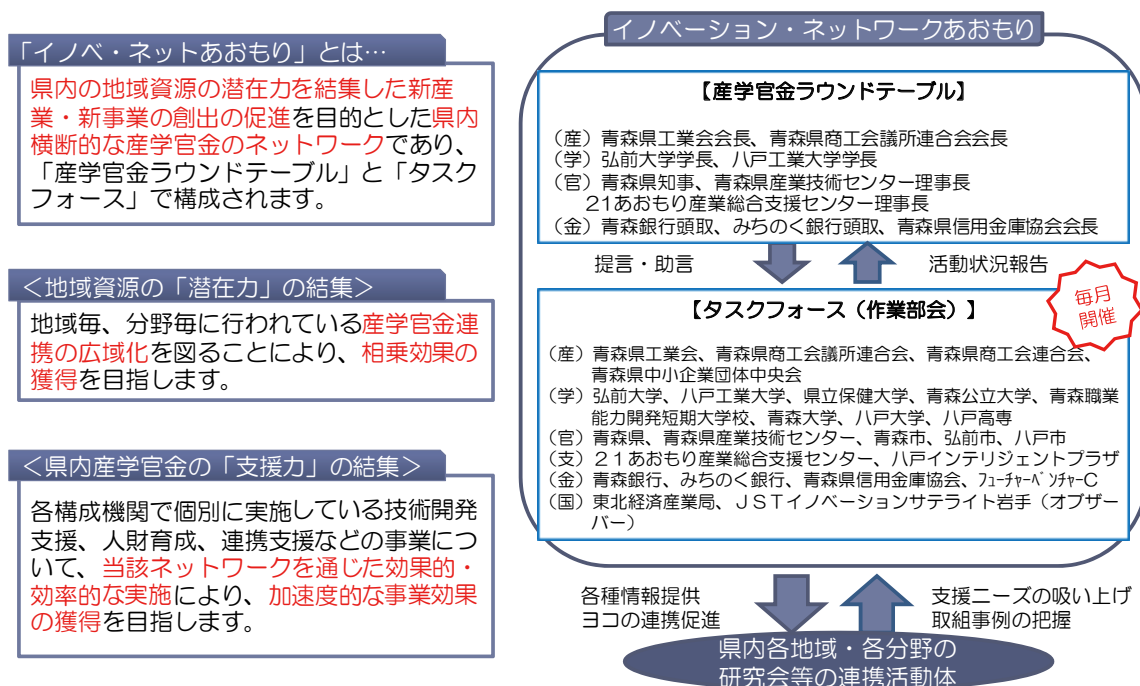 「イノベ・ネットあおもり」とは…
県内の地域資源の潜在力を結集した新産
業・新事業の創出の促進を目的とした県内
横断的な産学官金のネットワークであり、
「産学官金ラウンドテーブル」と「タスク
フォース」で構成されます。
＜地域資源の「潜在力」の結集＞
地域毎、分野毎に行われている産学官金連
携の広域化を図ることにより、相乗効果の
獲得を目指します。
＜県内産学官金の「支援力」の結集＞
各構成機関で個別に実施している技術開発
支援、人財育成、連携支援などの事業につ
いて、当該ネットワークを通じた効果的・
効率的な実施により、加速度的な事業効果
の獲得を目指します。
イノベーション・ネットワークあおもり
【産学官金ラウンドテーブル】
（産）青森県工業会会長、青森県商工会議所連合会会長
（学）弘前大学学長、八戸工業大学学長
（官）青森県知事、青森県産業技術センター理事長
21あおもり産業総合支援センター理事長
（金）青森銀行頭取、みちのく銀行頭取、青森県信用金庫協会会長
提言・助言
活動状況報告
毎月
開催
【タスクフォース（作業部会）】
（産）青森県工業会、青森県商工会議所連合会、青森県商工会連合会、
青森県中小企業団体中央会
（学）弘前大学、八戸工業大学、県立保健大学、青森公立大学、青森職業
能力開発短期大学校、青森大学、八戸大学、八戸高専
（官）青森県、青森県産業技術センター、青森市、弘前市、八戸市
（支）２１あおもり産業総合支援センター、八戸インテリジェントプラザ
（金）青森銀行、みちのく銀行、青森県信用金庫協会、ﾌｭｰﾁｬｰﾍﾞﾝﾁｬｰC
（国）東北経済産業局、ＪＳＴイノベーションサテライト岩手（オブザー
バー）
各種情報提供
ヨコの連携促進
支援ニーズの吸い上げ
取組事例の把握
県内各地域・各分野の
研究会等の連携活動体